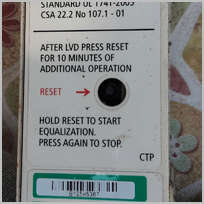 STANDARD UL 1741-2005
CSA 22.2 No 107.1 - 01
AFTER LVD PRESS RESET
FOR 10 MINUTES OF
ADDITIONAL OPERATION
RESET
HOLD RESET TO START
EQUALIZATION.
PRESS AGAIN TO STOP.
CTP